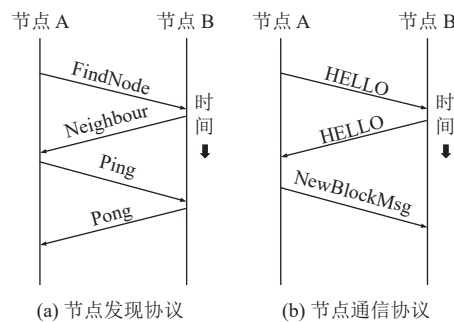 节点 A
节点 B
FindNode
Neighbour
Ping
Pong
时
间
(a) 节点发现协议
节点 A
节点 B
HELLO
HELLO
NewBlockMsg
时
间
(b) 节点通信协议